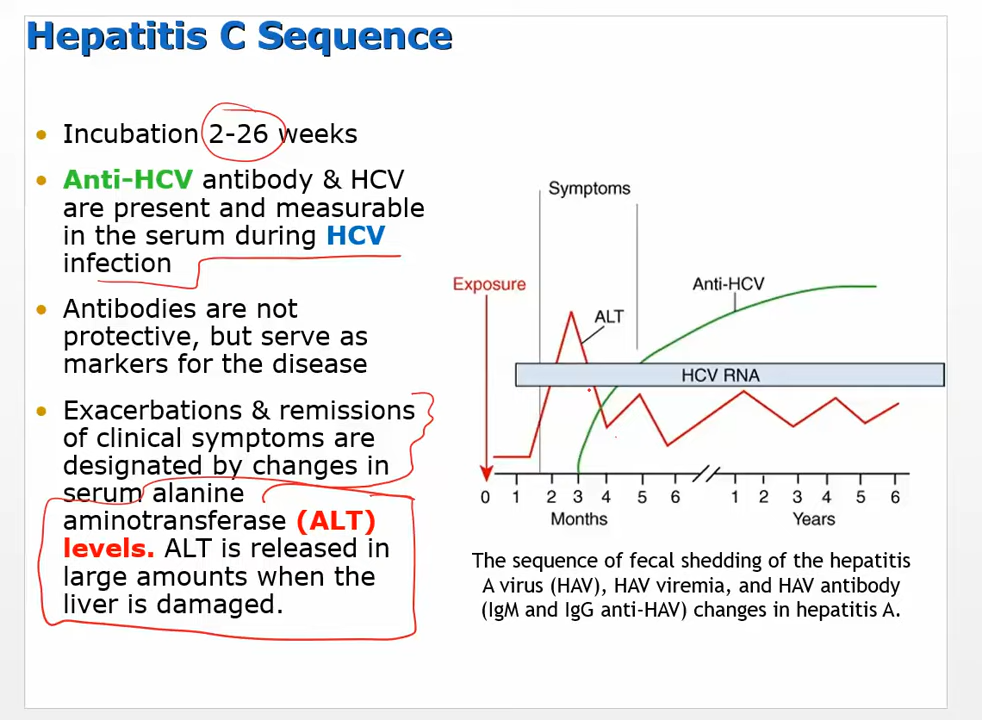 Hepatitis C Sequence
• Incubation 2-26 weeks
• Anti-HCV antibody & HCV
are present and measurable
in the serum during HCV
infection
• Antibodies are not
protective, but serve as
markers for the disease
• Exacerbations & remissions
of clinical symptoms are
designated by changes in
serum alanine
aminotransferase (ALT)
levels. ALT is released in
large amounts when the
liver is damaged.
Symptoms
Exposure
Anti-HCV
ALT
HCV RNA
0 1 2 3 4 5 6 1 2 3 4 5 6
Months Years
The sequence of fecal shedding of the hepatitis
A virus (HAV), HAV viremia, and HAV antibody
(IgM and IgG anti-HAV) changes in hepatitis A.